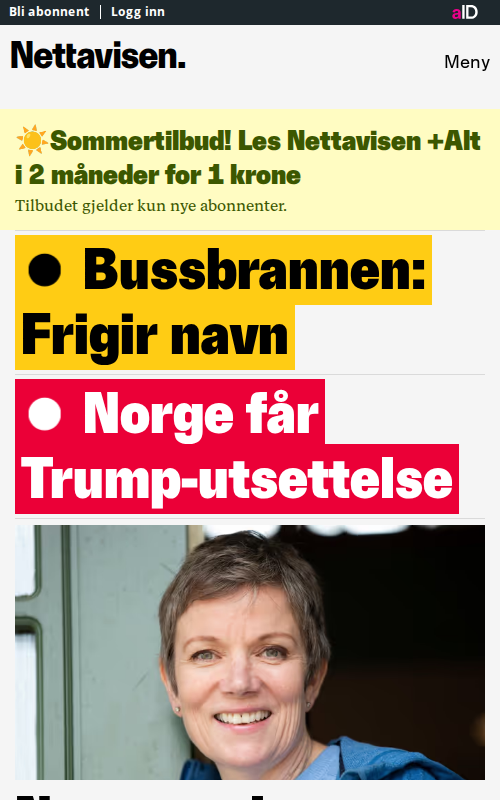 Bli abonnent | Logg inn
aID
Nettavisen.
Meny
☀️Sommertilbud! Les Nettavisen +Alt
i 2 måneder for 1 krone
Tilbudet gjelder kun nye abonnenter.
● Bussbrannen:
Frigir navn
● Norge får
Trump-utsettelse